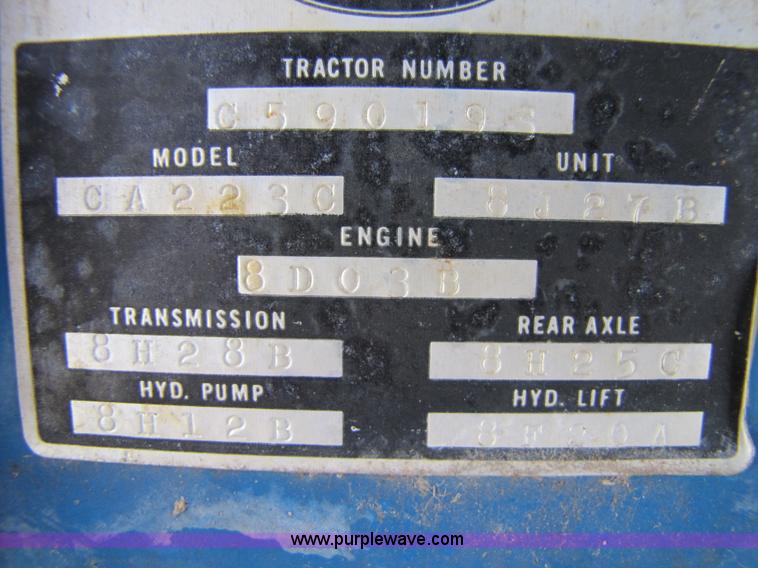 TRACTOR NUMBER
C590193
MODEL UNIT
CA223C 8J27B
ENGINE
8D03B
TRANSMISSION REAR AXLE
8H28B 8H25C
HYD. PUMP HYD. LIFT
8H12B 8F20A
www.purplewave.com